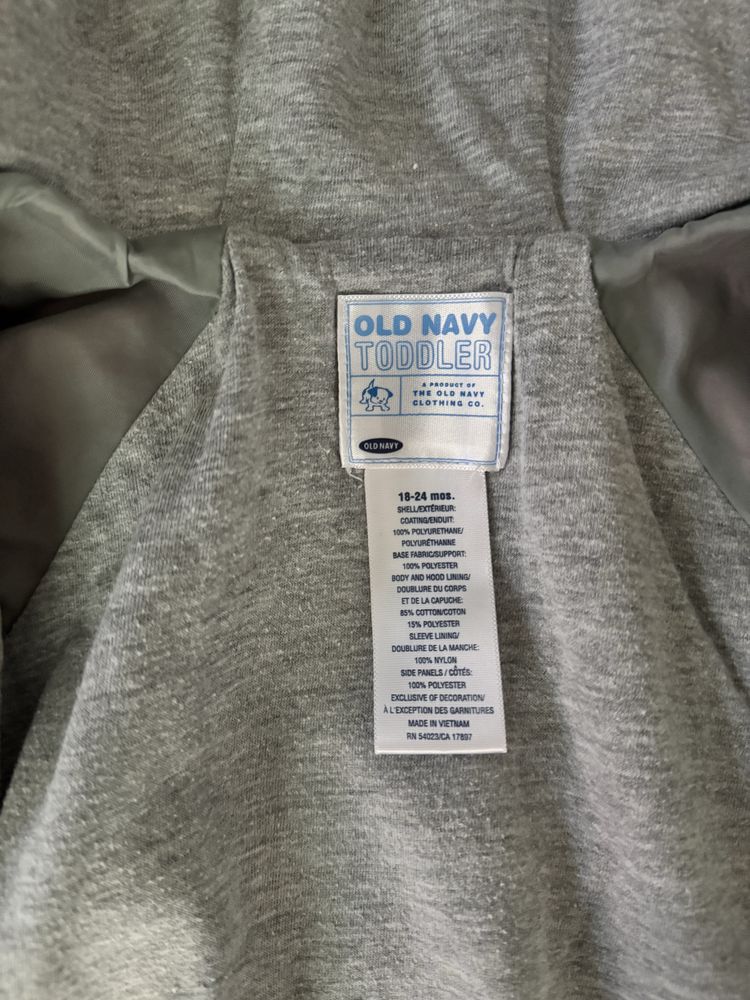 OLD NAVY
TODDLER
A PRODUCT OF
THE OLD NAVY
CLOTHING CO.
OLD NAVY
18-24 mos.
SHELL/EXTÉRIEUR:
COATING/ENDUIT:
100% POLYURETHANE/
POLYURÉTHANNE
BASE FABRIC/SUPPORT:
100% POLYESTER
BODY AND HOOD LINING/
DOUBLURE DU CORPS
ET DE LA CAPUCHE:
85% COTTON/COTON
15% POLYESTER
SLEEVE LINING/
DOUBLURE DE LA MANCHE:
100% NYLON
SIDE PANELS / CÔTÉS:
100% POLYESTER
EXCLUSIVE OF DECORATION/
À L'EXCEPTION DES GARNITURES
MADE IN VIETNAM
RN 54023/CA 17897